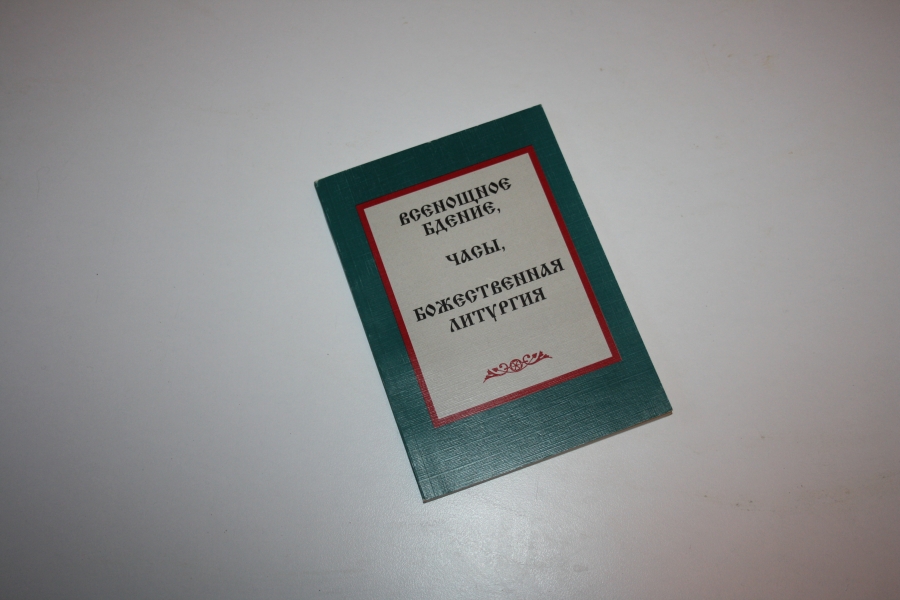 ВСЕНОЩНОЕ
БДЕНИЕ,
ЧАСЫ,
БОЖЕСТВЕННАЯ
ЛИТУРГИЯ